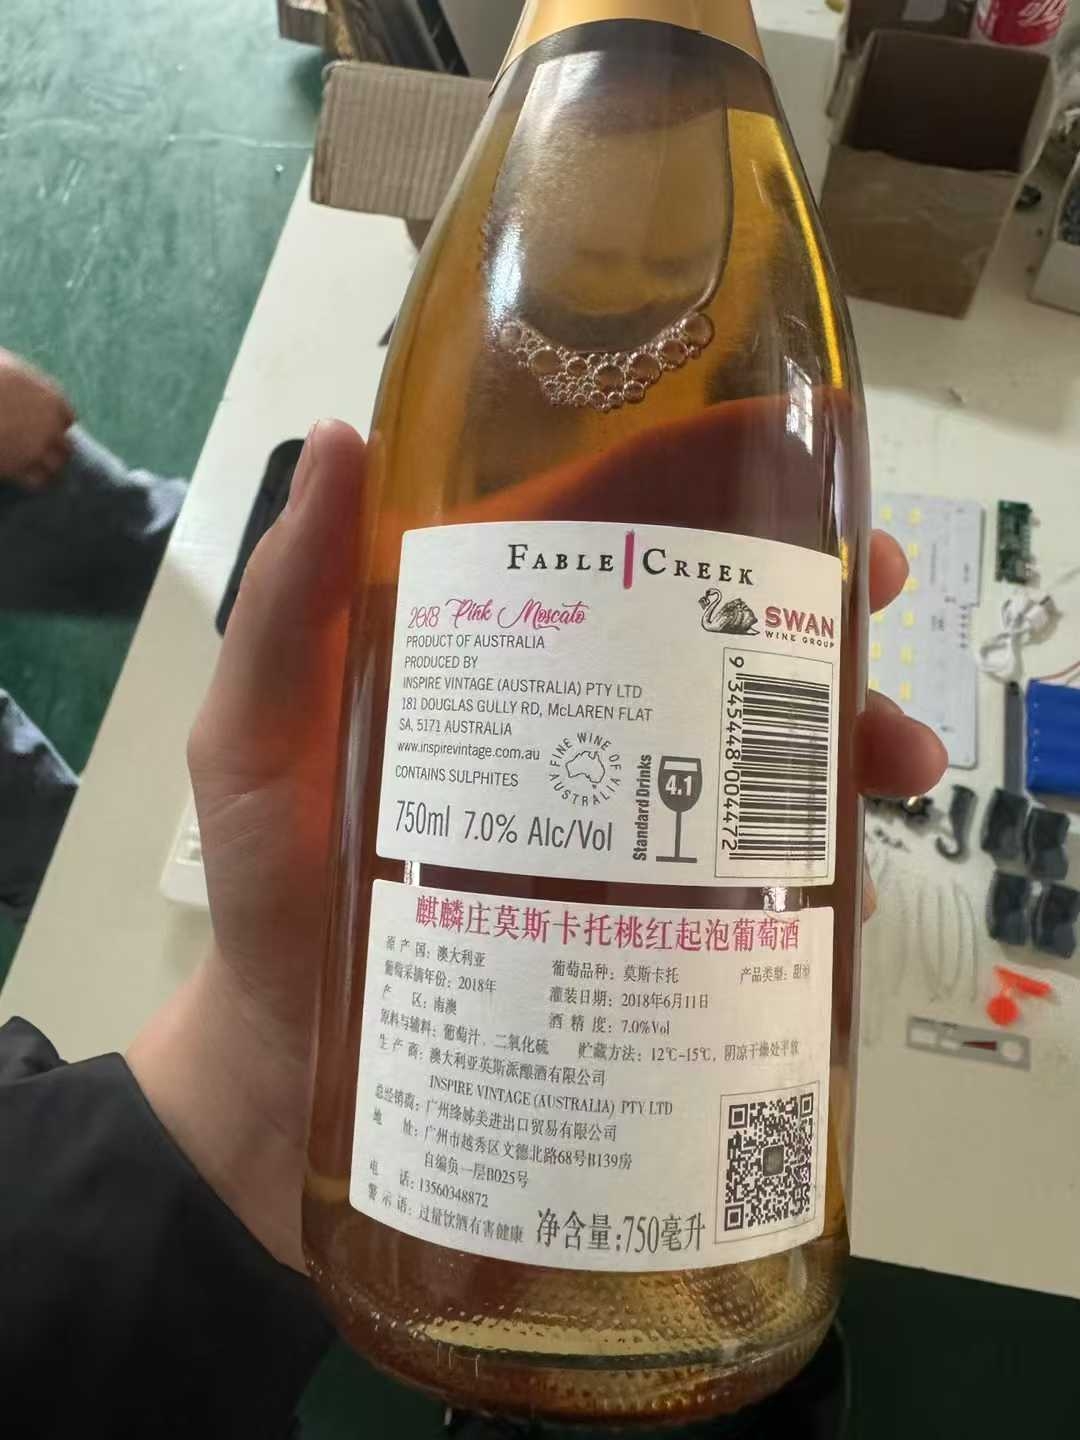 FABLE CREEK
2018 Pink Moscato
SWAN
WINE GROUP
PRODUCT OF AUSTRALIA
PRODUCED BY
INSPIRE VINTAGE (AUSTRALIA) PTY LTD
181 DOUGLAS GULLY RD, McLAREN FLAT
SA, 5171 AUSTRALIA
www.inspirevintage.com.au
CONTAINS SULPHITES
FINE WINE OF AUSTRALIA
Standard Drinks
4.1
750ml 7.0% Alc/Vol
9 345448 004472
麒麟庄莫斯卡托桃红起泡葡萄酒
原产国：澳大利亚
葡萄品种：莫斯卡托 产品类型：甜
葡萄采摘年份：2018年
灌装日期：2018年6月11日
产区：南澳
酒精度：7.0%Vol
原料与辅料：葡萄汁、二氧化硫
贮藏方法：12℃-15℃，阴凉干燥处平放
生产商：澳大利亚英斯派酿酒有限公司
INSPIRE VINTAGE (AUSTRALIA) PTY LTD
总经销商：广州绛姊美进出口贸易有限公司
地址：广州市越秀区文德北路68号B139房
自编负一层B025号
电话：13560348872
警示语：过量饮酒有害健康
净含量:750毫升